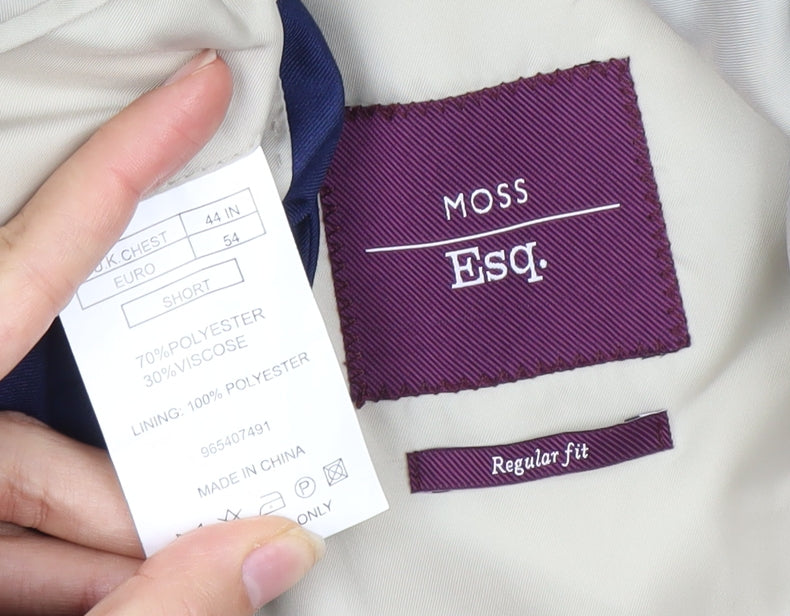 U.K.CHEST 44 IN
EURO 54
SHORT
70%POLYESTER
30%VISCOSE
LINING: 100% POLYESTER
965407491
MADE IN CHINA
P
ONLY
MOSS
Esq.
Regular fit